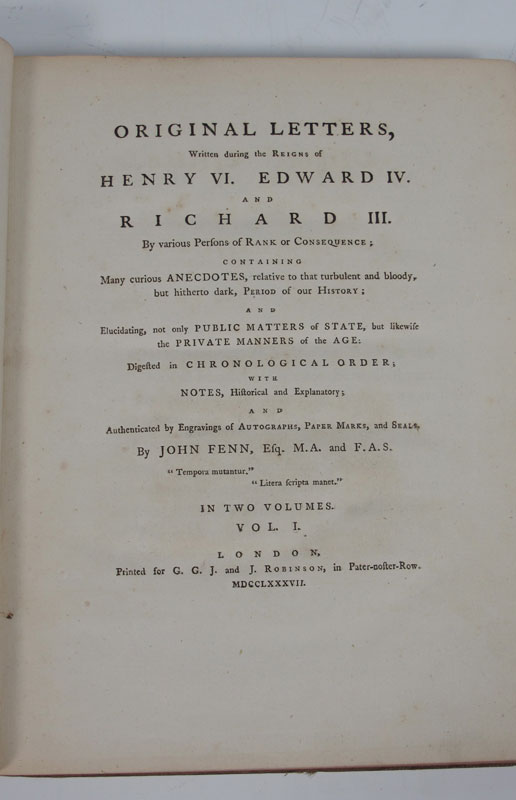 ORIGINAL LETTERS,
Written during the REIGNS of
HENRY VI. EDWARD IV.
AND
RICHARD III.
By various Perſons of RANK or CONSEQUENCE;
CONTAINING
Many curious ANECDOTES, relative to that turbulent and bloody,
but hitherto dark, PERIOD of our HISTORY;
AND
Elucidating, not only PUBLIC MATTERS of STATE, but likewiſe
the PRIVATE MANNERS of the AGE:
Digeſted in CHRONOLOGICAL ORDER;
WITH
NOTES, Hiſtorical and Explanatory;
AND
Authenticated by Engravings of AUTOGRAPHS, PAPER MARKS, and SEALS.
By JOHN FENN, Eſq. M.A. and F.A.S.
“ Tempora mutantur.”
“ Litera ſcripta manet.”
IN TWO VOLUMES.
VOL. I.
LONDON,
Printed for G. G. J. and J. ROBINSON, in Pater-noſter-Row.
MDCCLXXXVII.